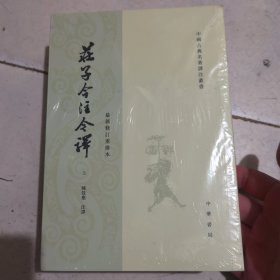 中國古典名著譯注叢書
莊子今注今譯
最新修訂重排本
上
陳鼓應 注譯
中華書局